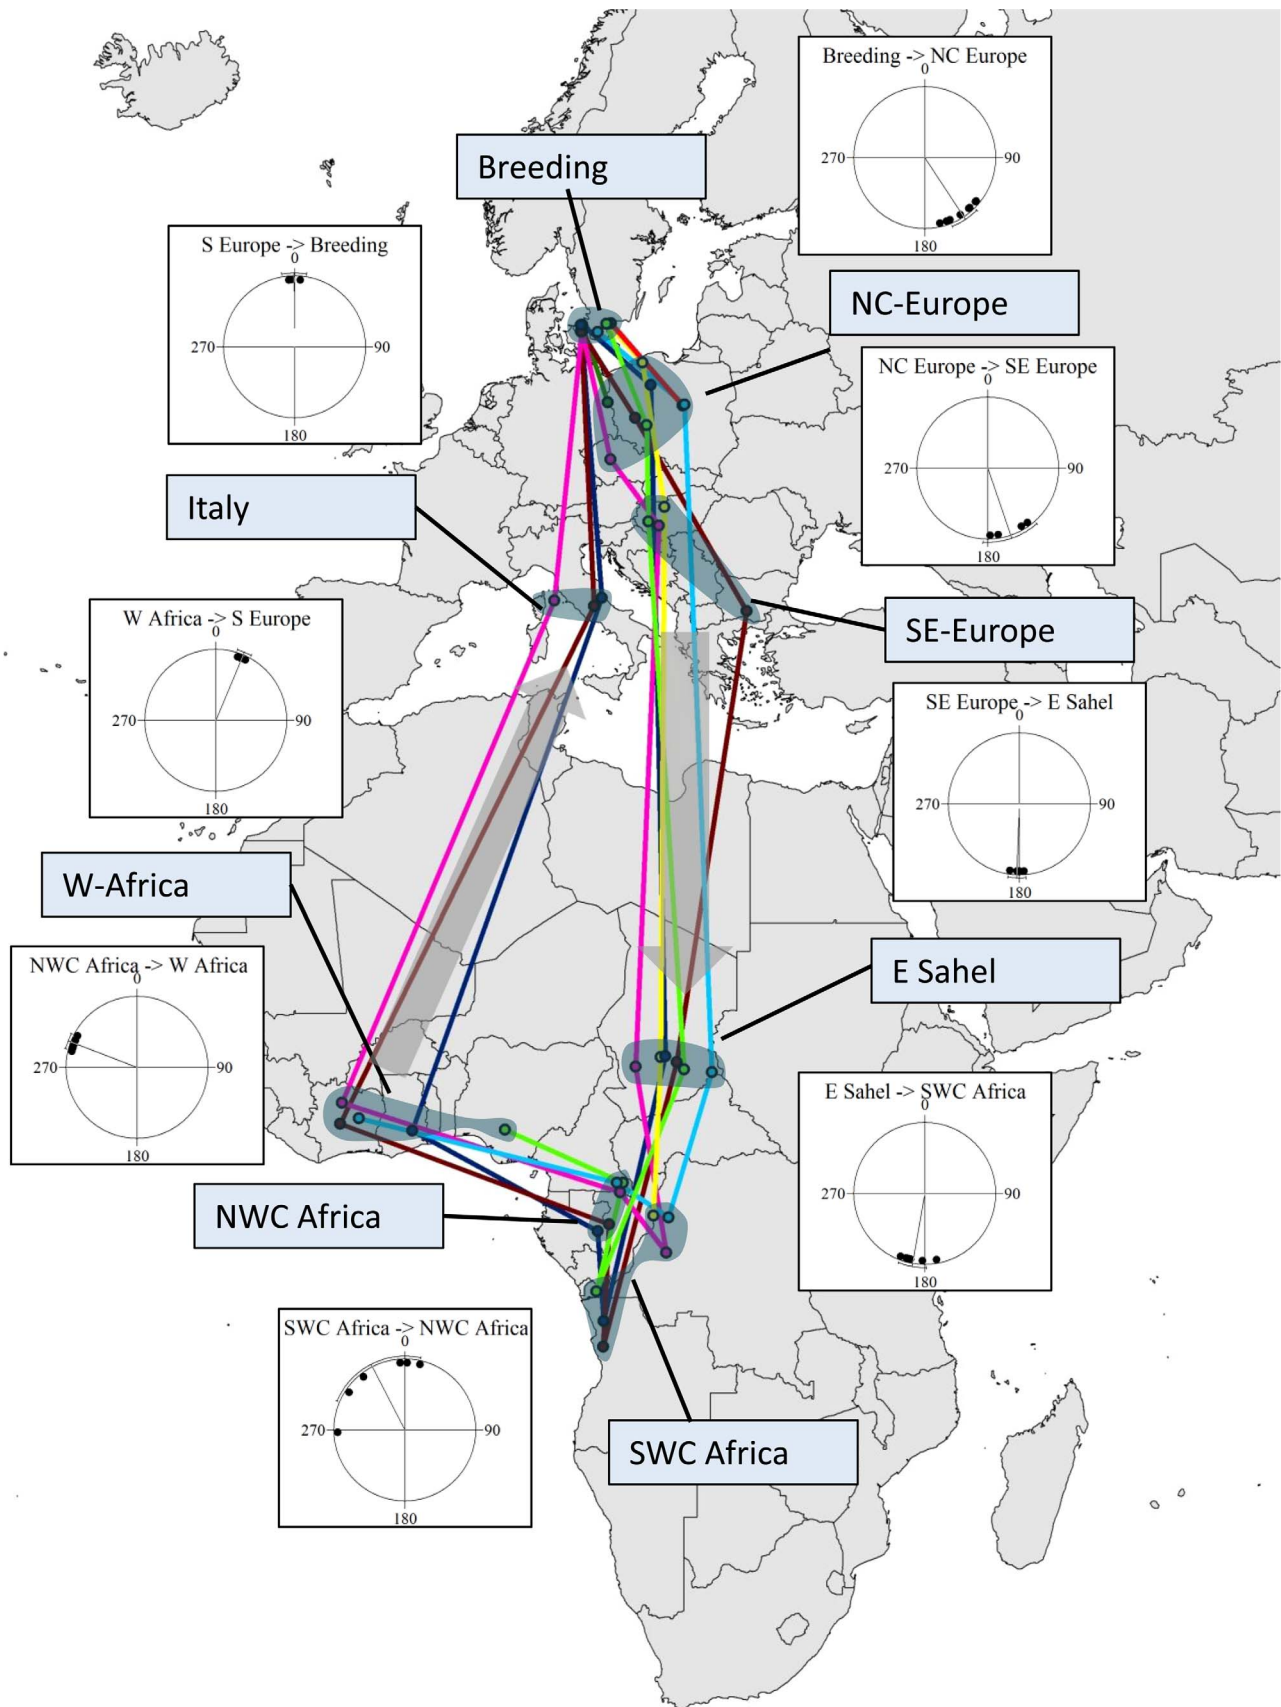 Breeding -> NC Europe
0
270
90
180
Breeding
S Europe -> Breeding
0
270
90
180
NC-Europe
NC Europe -> SE Europe
0
270
90
180
Italy
W Africa -> S Europe
0
270
90
180
SE-Europe
SE Europe -> E Sahel
0
270
90
180
W-Africa
NWC Africa -> W Africa
0
270
90
180
E Sahel
E Sahel -> SWC Africa
0
270
90
180
NWC Africa
SWC Africa -> NWC Africa
0
270
90
180
SWC Africa